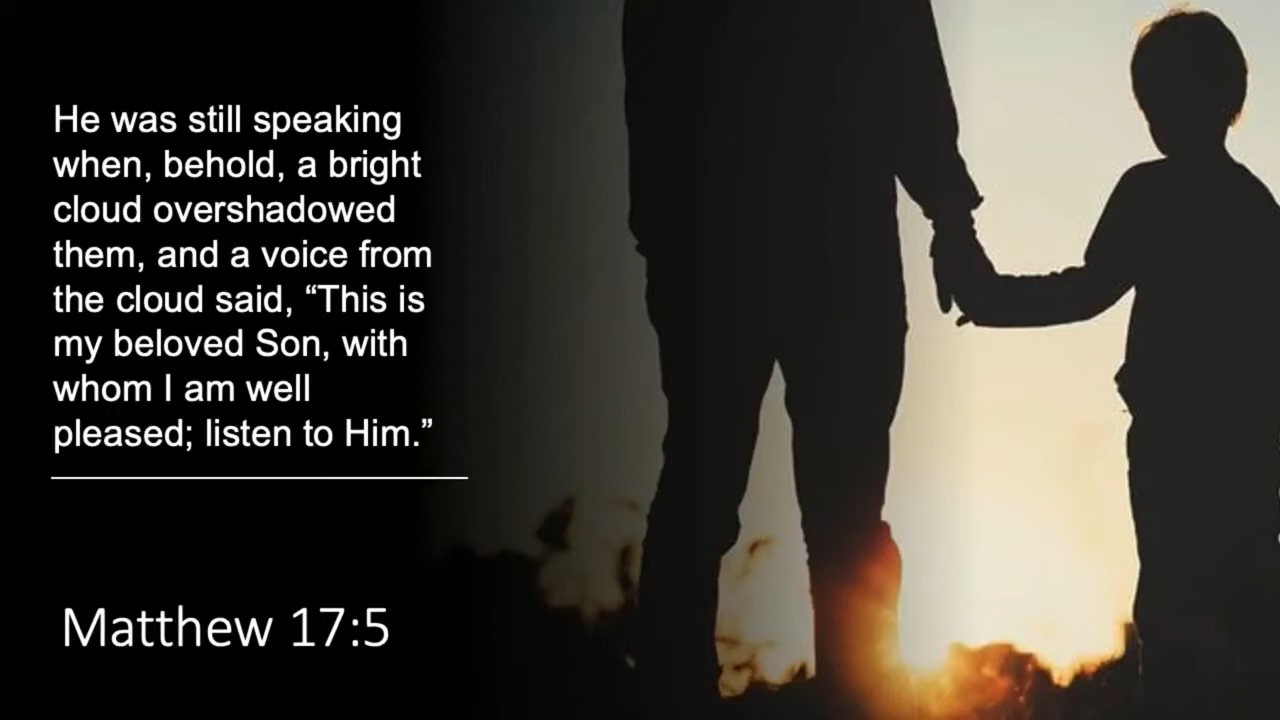 He was still speaking
when, behold, a bright
cloud overshadowed
them, and a voice from
the cloud said, “This is
my beloved Son, with
whom I am well
pleased; listen to Him.”
Matthew 17:5